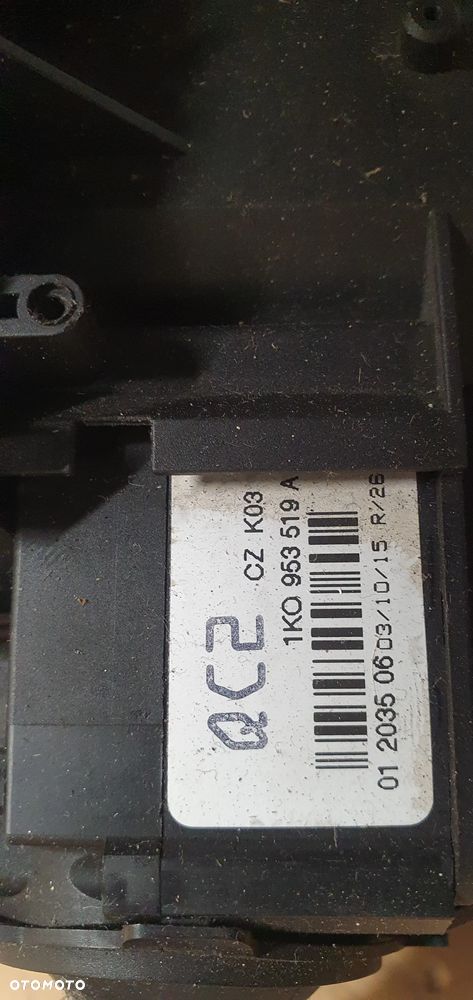 QC2
CZ K03
1K0 953 519 A
01 2035 06 03/10/15 R/26
OTOMOTO